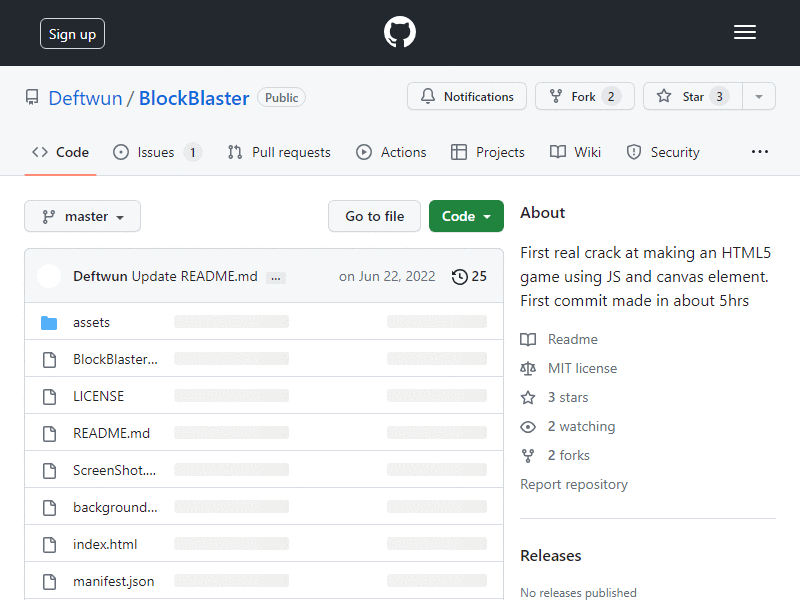 Sign up
Deftwun / BlockBlaster Public
Notifications
Fork 2
Star 3
Code
Issues 1
Pull requests
Actions
Projects
Wiki
Security
master
Go to file
Code
Deftwun Update README.md ...
on Jun 22, 2022
25
assets
BlockBlaster...
LICENSE
README.md
ScreenShot....
background...
index.html
manifest.json
About
First real crack at making an HTML5
game using JS and canvas element.
First commit made in about 5hrs
Readme
MIT license
3 stars
2 watching
2 forks
Report repository
Releases
No releases published